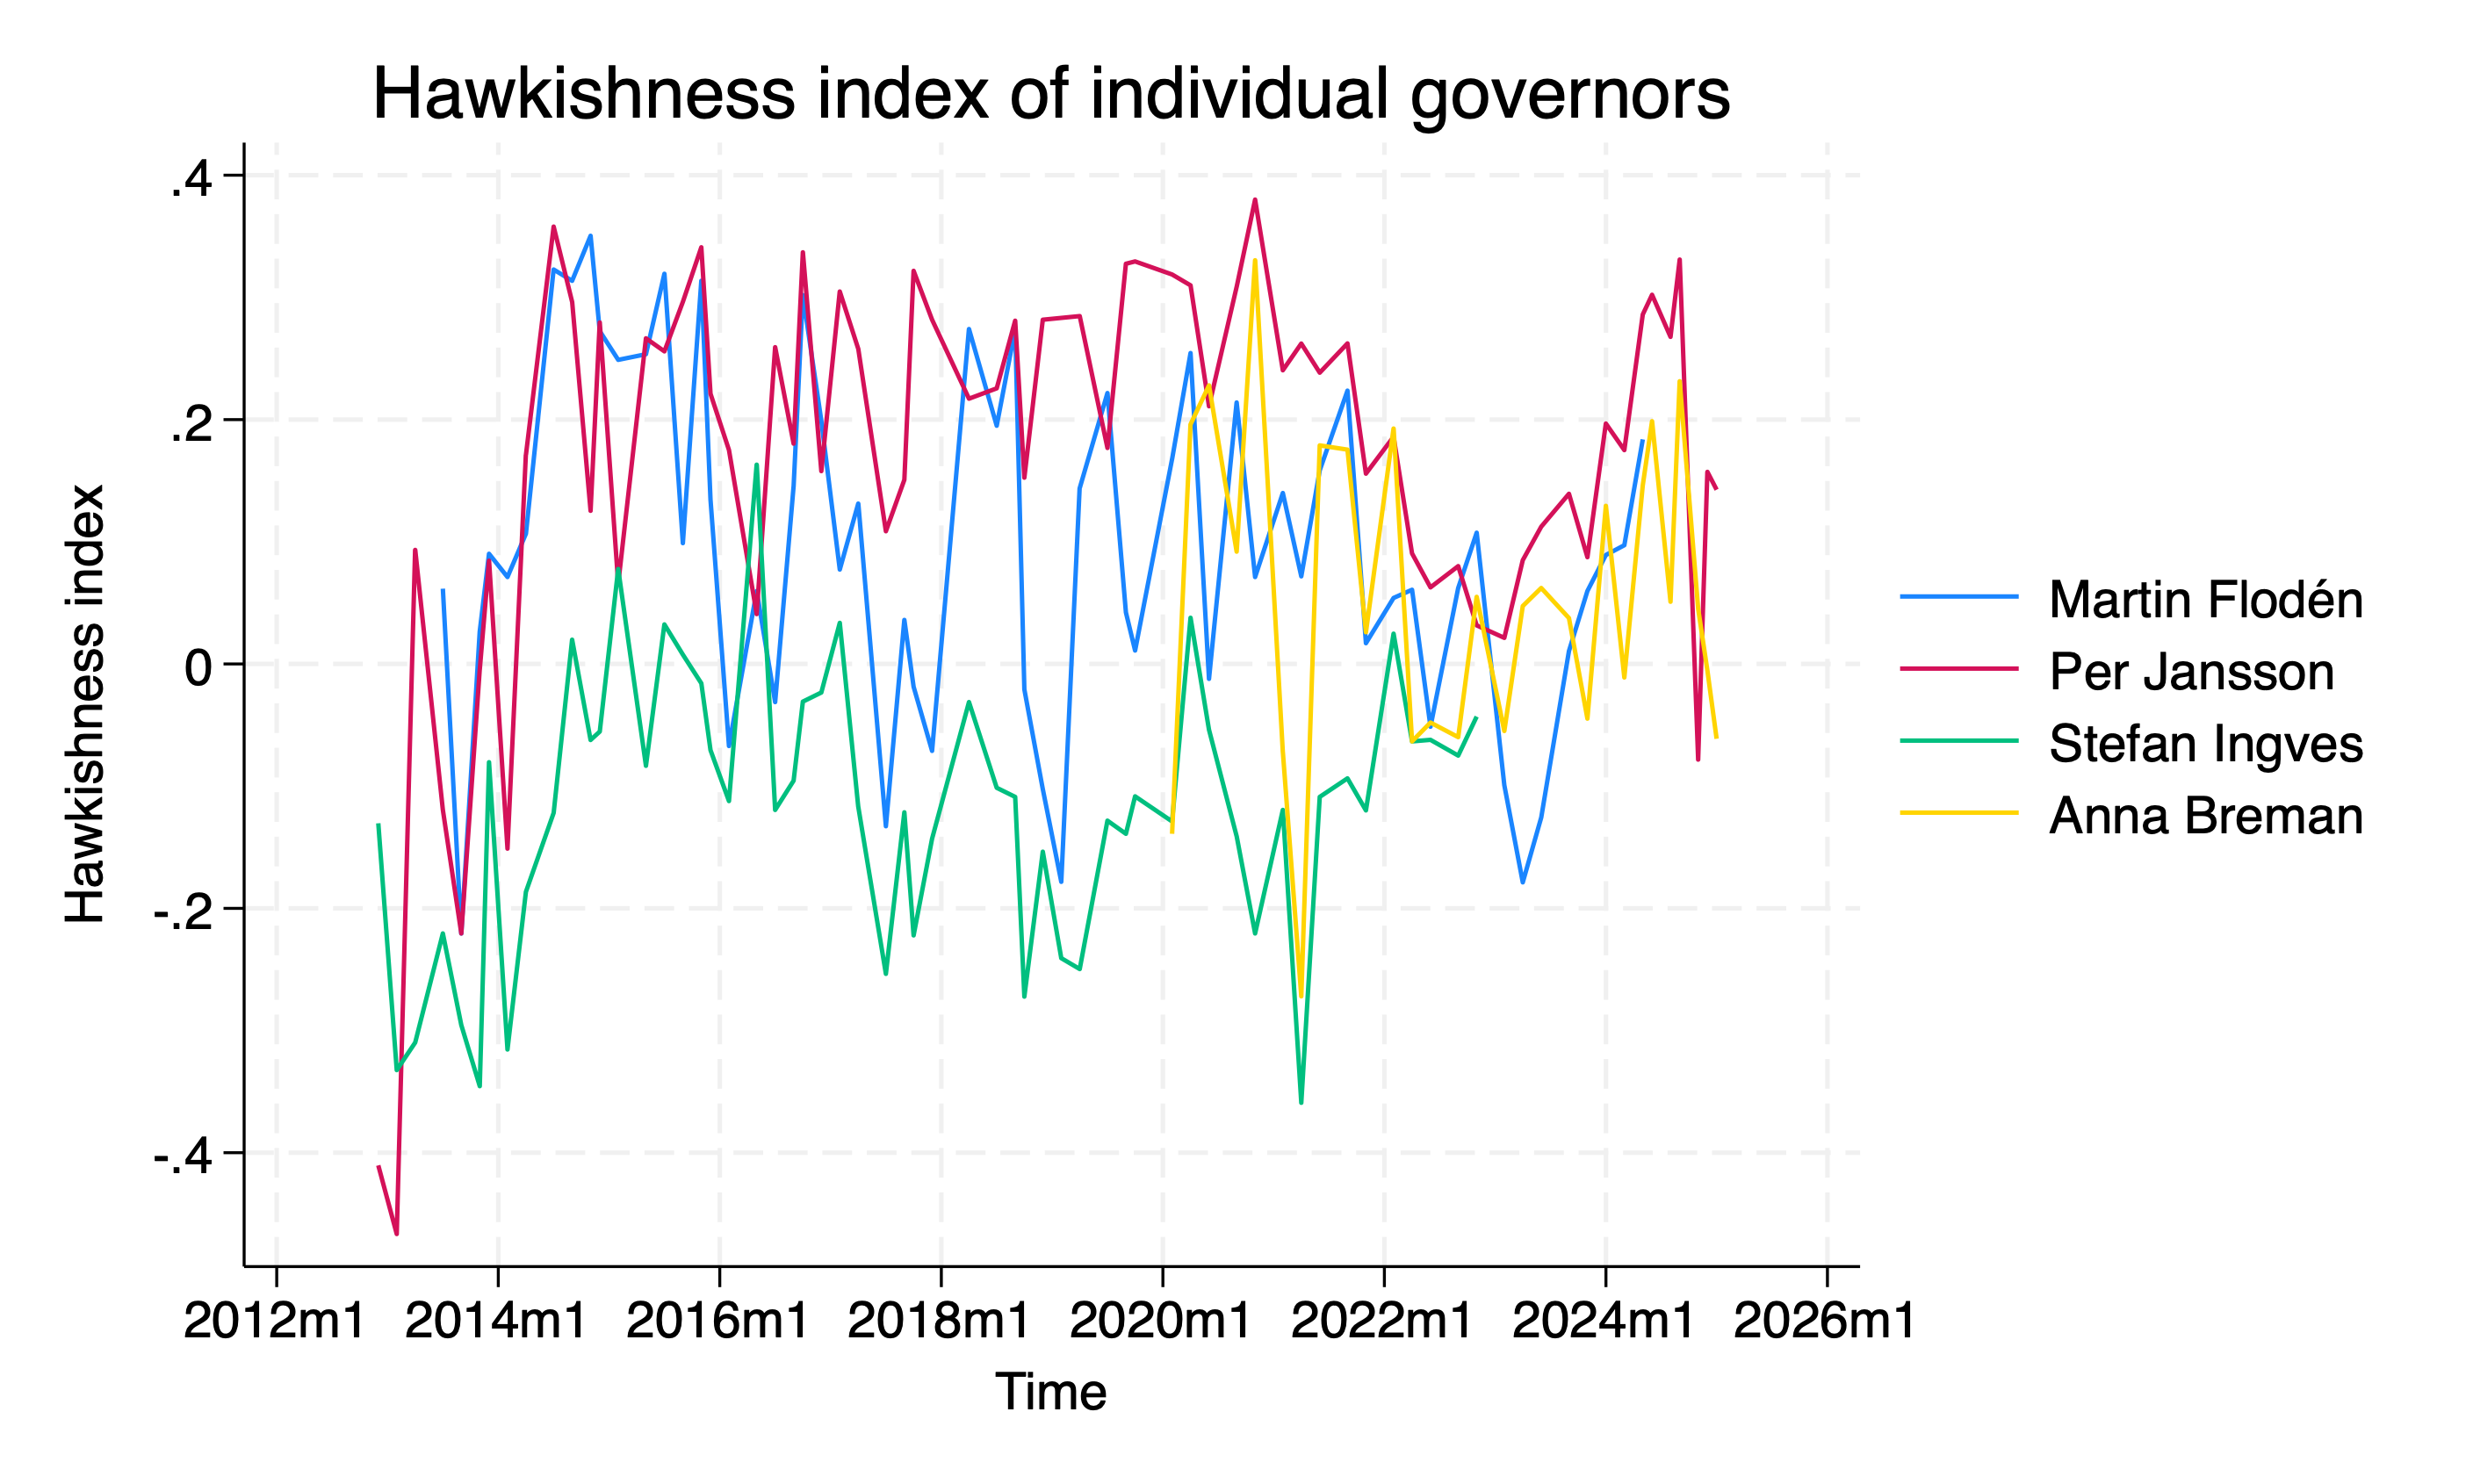 Hawkishness index of individual governors
.4
.2
0
-.2
-.4
Hawkishness index
2012m1 2014m1 2016m1 2018m1 2020m1 2022m1 2024m1 2026m1
Time
Martin Flodén
Per Jansson
Stefan Ingves
Anna Breman